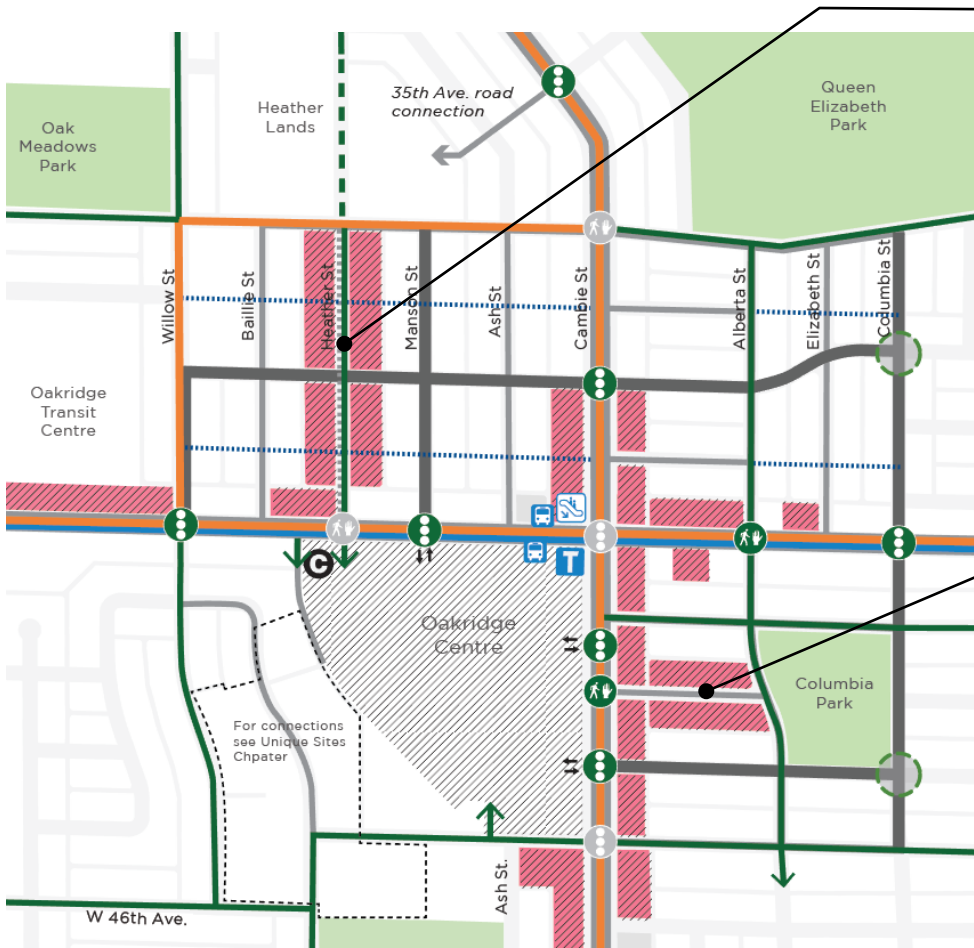 Heather
Lands
35th Ave. road
connection
Queen
Elizabeth
Park
Oak
Meadows
Park
Willow St
Baillie St
Heather St
Manson St
Ash St
Cambie St
Alberta St
Elizabeth St
Columbia St
Oakridge
Transit
Centre
T
C
Oakridge
Centre
Columbia
Park
For connections
see Unique Sites
Chpater
Ash St.
W 46th Ave.